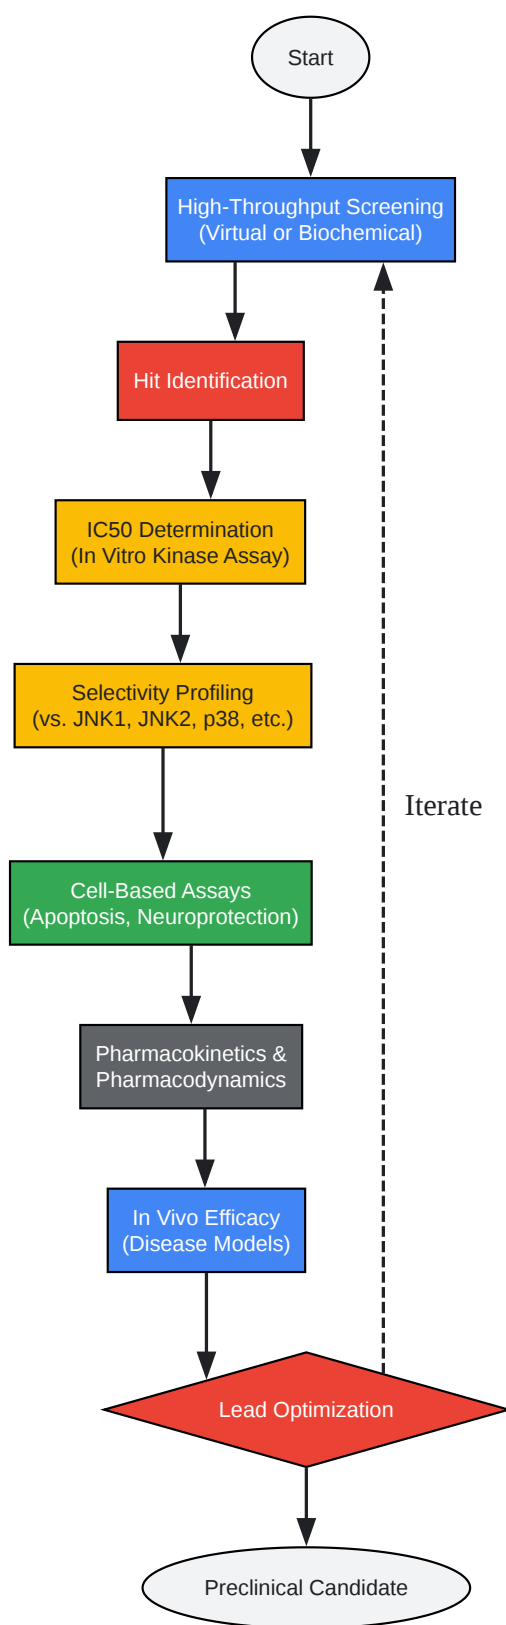 Start
High-Throughput Screening
(Virtual or Biochemical)
Hit Identification
IC50 Determination
(In Vitro Kinase Assay)
Selectivity Profiling
(vs. JNK1, JNK2, p38, etc.)
Iterate
Cell-Based Assays
(Apoptosis, Neuroprotection)
Pharmacokinetics &
Pharmacodynamics
In Vivo Efficacy
(Disease Models)
Lead Optimization
Preclinical Candidate